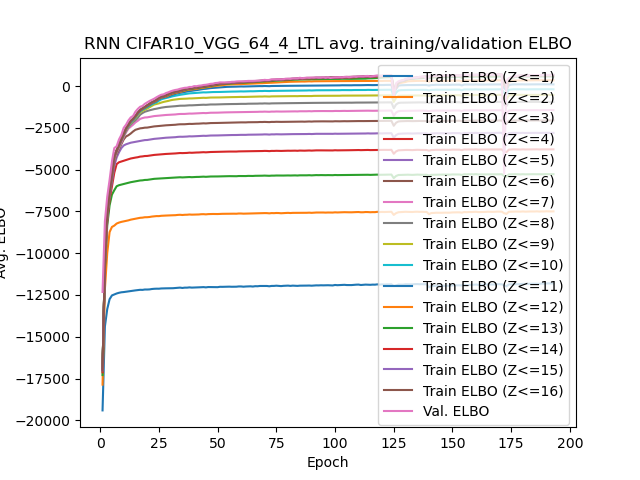 RNN CIFAR10_VGG_64_4_LTL avg. training/validation ELBO
0
−2500
−5000
−7500
−10000
−12500
−15000
−17500
−20000
Avg. ELBO
0 25 50 75 100 125 150 175 200
Epoch
Train ELBO (Z<=1)
Train ELBO (Z<=2)
Train ELBO (Z<=3)
Train ELBO (Z<=4)
Train ELBO (Z<=5)
Train ELBO (Z<=6)
Train ELBO (Z<=7)
Train ELBO (Z<=8)
Train ELBO (Z<=9)
Train ELBO (Z<=10)
Train ELBO (Z<=11)
Train ELBO (Z<=12)
Train ELBO (Z<=13)
Train ELBO (Z<=14)
Train ELBO (Z<=15)
Train ELBO (Z<=16)
Val. ELBO